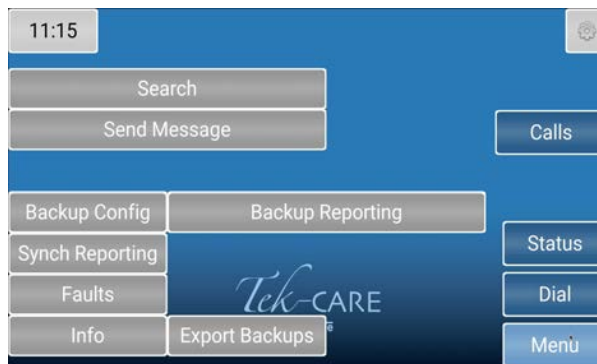 11:15
Search
Send Message
Calls
Backup Config
Backup Reporting
Synch Reporting
Status
Faults
Tek-CARE
Dial
Info
Export Backups
Menu